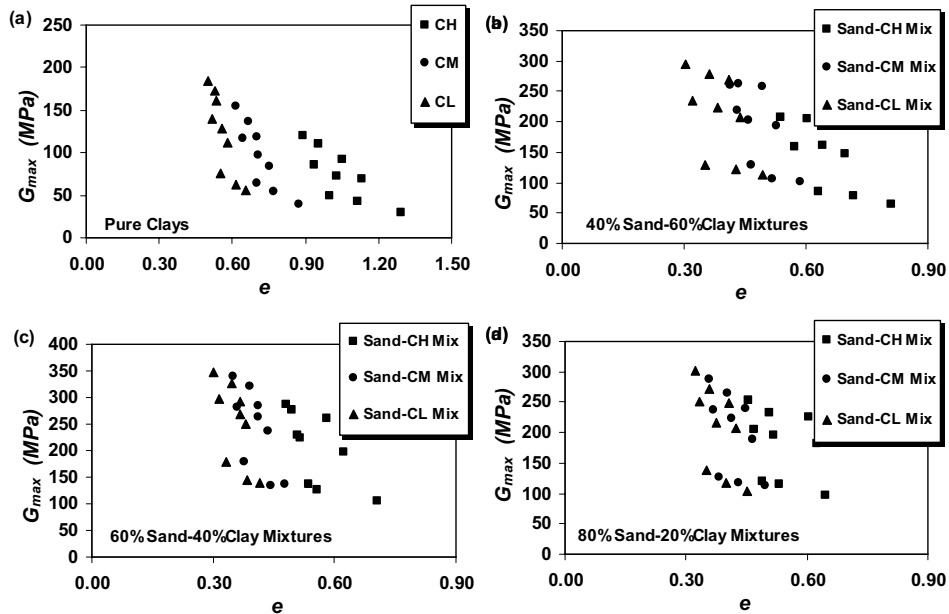 (a)
250
200
150
100
50
0
G_max (MPa)
CH
CM
CL
Pure Clays
0.00 0.30 0.60 0.90 1.20 1.50
e
(b)
350
300
250
200
150
100
50
0
G_max (MPa)
Sand-CH Mix
Sand-CM Mix
Sand-CL Mix
40% Sand-60%Clay Mixtures
0.00 0.30 0.60 0.90
e
(c)
400
350
300
250
200
150
100
50
0
G_max (MPa)
Sand-CH Mix
Sand-CM Mix
Sand-CL Mix
60% Sand-40%Clay Mixtures
0.00 0.30 0.60 0.90
e
(d)
350
300
250
200
150
100
50
0
G_max (MPa)
Sand-CH Mix
Sand-CM Mix
Sand-CL Mix
80% Sand-20%Clay Mixtures
0.00 0.30 0.60 0.90
e